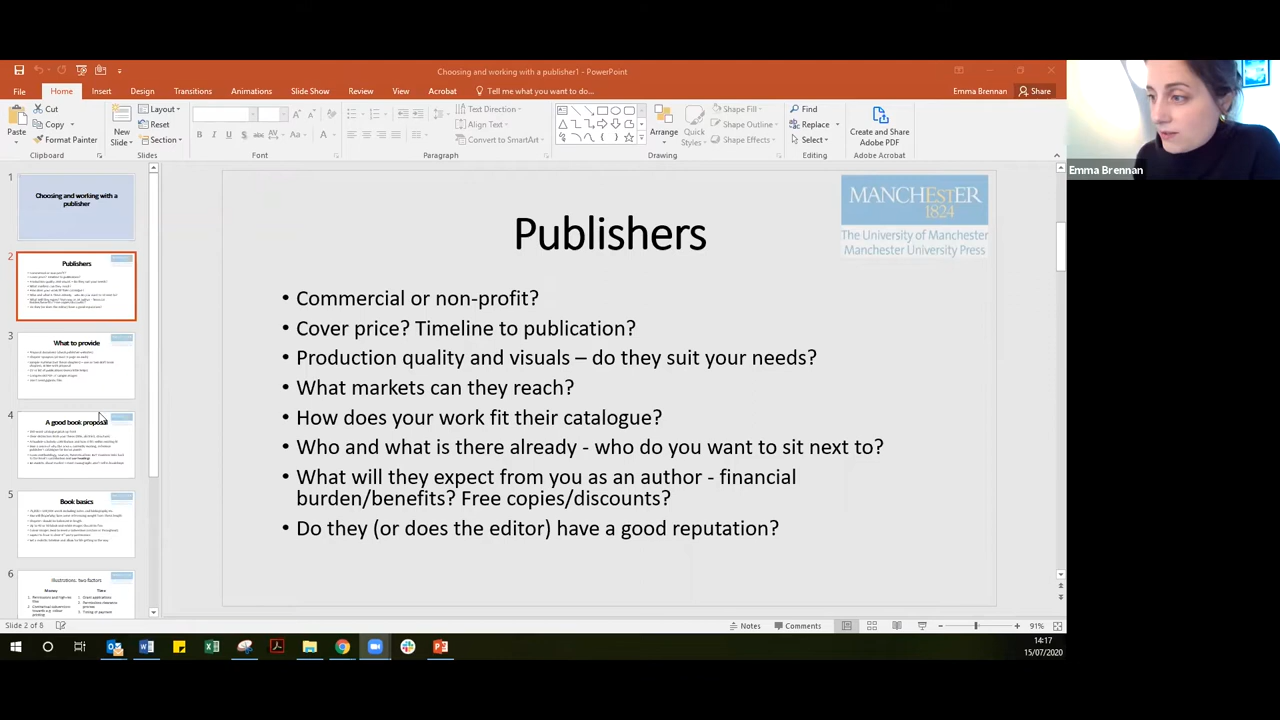 Choosing and working with a publisher1 - PowerPoint
File Home Insert Design Transitions Animations Slide Show Review View Acrobat Tell me what you want to do... Emma Brennan Share
Paste
Cut
Copy
Format Painter
Clipboard
New Slide
Layout
Reset
Section
Slides
Font
Text Direction
Align Text
Convert to SmartArt
Paragraph
Arrange
Quick Styles
Shape Fill
Shape Outline
Shape Effects
Drawing
Find
Replace
Select
Editing
Create and Share Adobe PDF
Adobe Acrobat
Emma Brennan
1
Choosing and working with a
publisher
2
Publishers
3
What to provide
4
A good book proposal
5
Book basics
6
Illustrations: two factors
Money Time
MANCHESTER
1824
The University of Manchester
Manchester University Press
Publishers
• Commercial or non-profit?
• Cover price? Timeline to publication?
• Production quality and visuals – do they suit your needs?
• What markets can they reach?
• How does your work fit their catalogue?
• Who and what is there already - who do you want to sit next to?
• What will they expect from you as an author - financial
burden/benefits? Free copies/discounts?
• Do they (or does the editor) have a good reputation?
Slide 2 of 8
Notes Comments 91%
14:17
15/07/2020